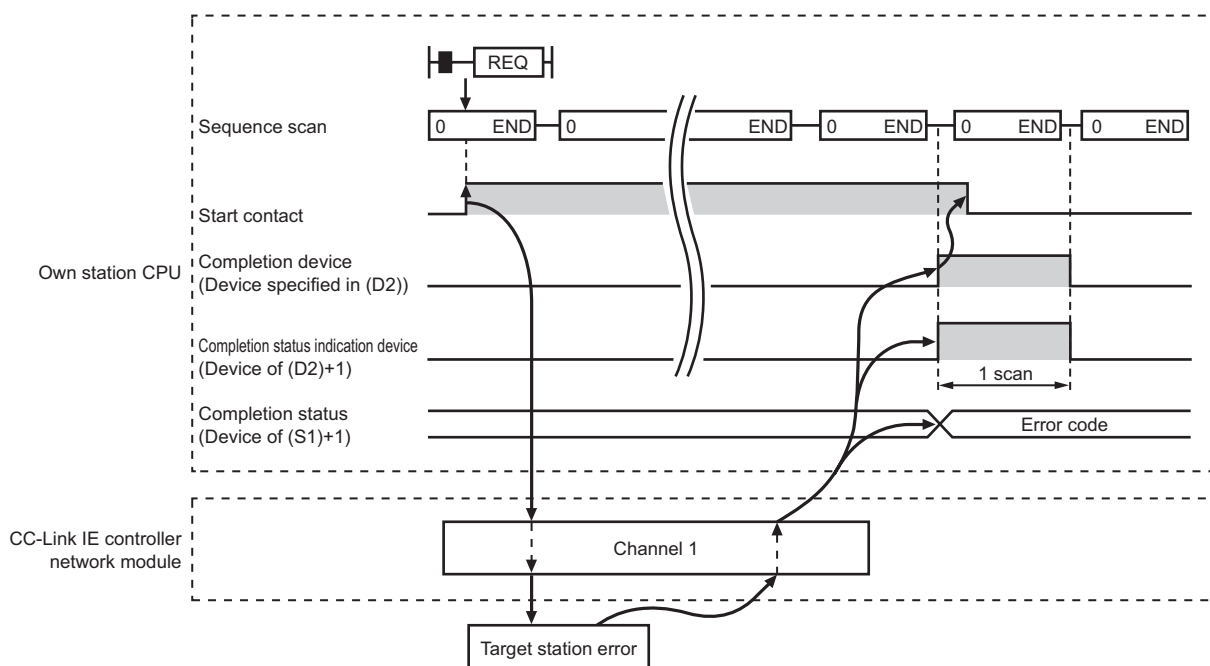 REQ
Sequence scan
0 END 0 END 0 END 0 END 0 END
Start contact
Own station CPU
Completion device
(Device specified in (D2))
Completion status indication device
(Device of (D2)+1)
1 scan
Completion status
(Device of (S1)+1)
Error code
CC-Link IE controller
network module
Channel 1
Target station error